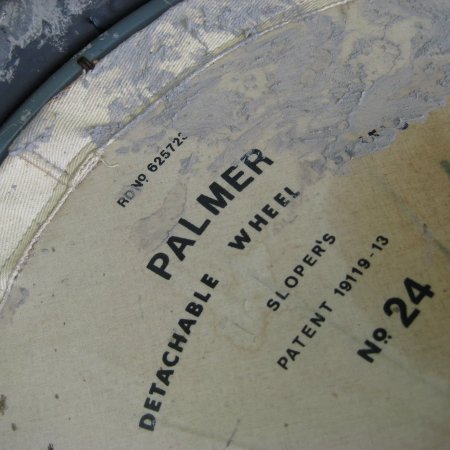 RD No 625723
PALMER
DETACHABLE WHEEL
SLOPER'S
PATENT 19119-13
No 24